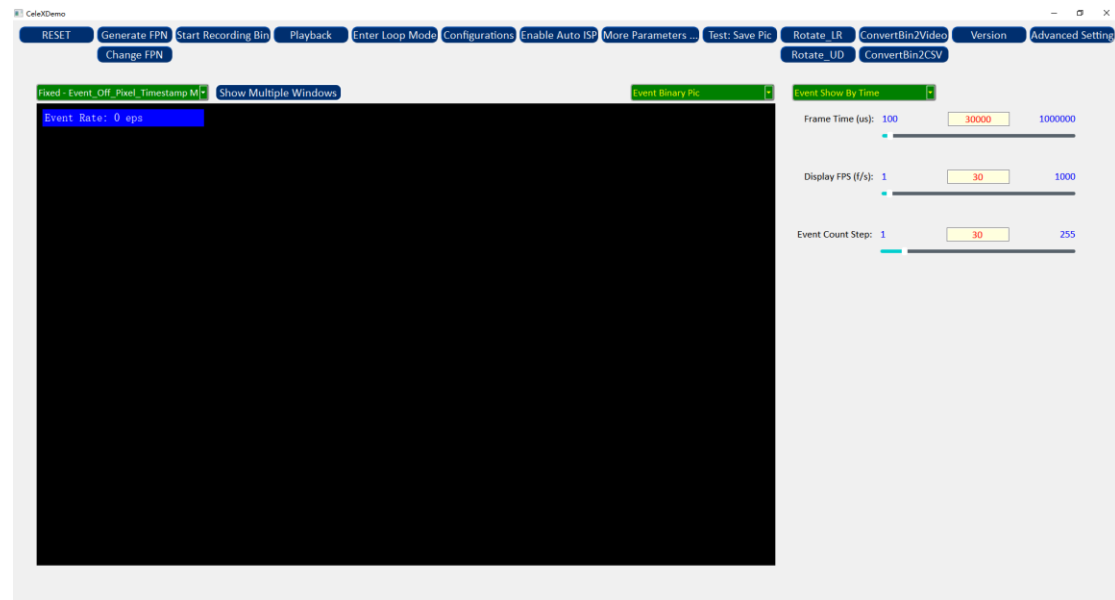 CeleXDemo
RESET Generate FPN Start Recording Bin Playback Enter Loop Mode Configurations Enable Auto ISP More Parameters ... Test: Save Pic Rotate_LR ConvertBin2Video Version Advanced Setting
Change FPN Rotate_UD ConvertBin2CSV
Fixed - Event_Off_Pixel_Timestamp M Show Multiple Windows Event Binary Pic Event Show By Time
Event Rate: 0 eps
Frame Time (us): 100 30000 1000000
Display FPS (f/s): 1 30 1000
Event Count Step: 1 30 255